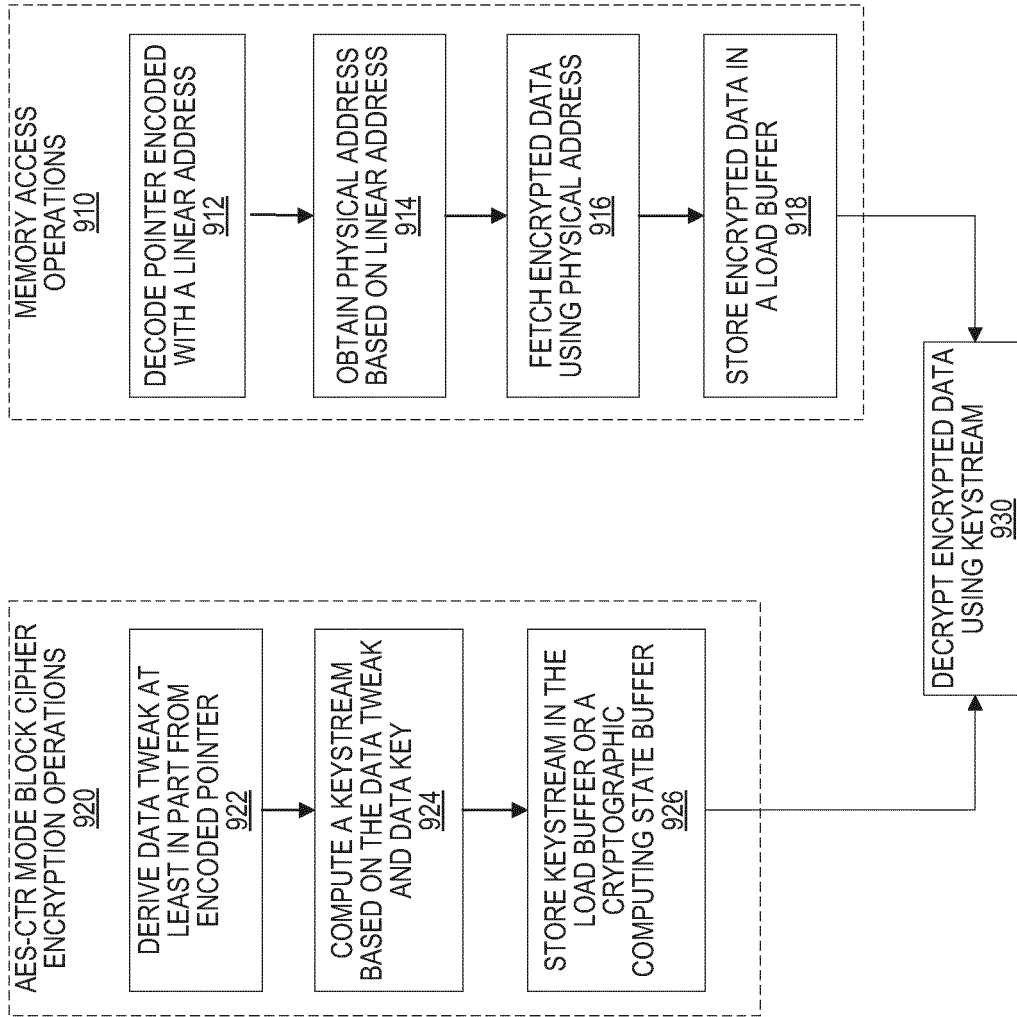 MEMORY ACCESS
OPERATIONS
910
DECODE POINTER ENCODED
WITH A LINEAR ADDRESS
912
OBTAIN PHYSICAL ADDRESS
BASED ON LINEAR ADDRESS
914
FETCH ENCRYPTED DATA
USING PHYSICAL ADDRESS
916
STORE ENCRYPTED DATA IN
A LOAD BUFFER
918
AES-CTR MODE BLOCK CIPHER
ENCRYPTION OPERATIONS
920
DERIVE DATA TWEAK AT
LEAST IN PART FROM
ENCODED POINTER
922
COMPUTE A KEYSTREAM
BASED ON THE DATA TWEAK
AND DATA KEY
924
STORE KEYSTREAM IN THE
LOAD BUFFER OR A
CRYPTOGRAPHIC
COMPUTING STATE BUFFER
926
DECRYPT ENCRYPTED DATA
USING KEYSTREAM
930